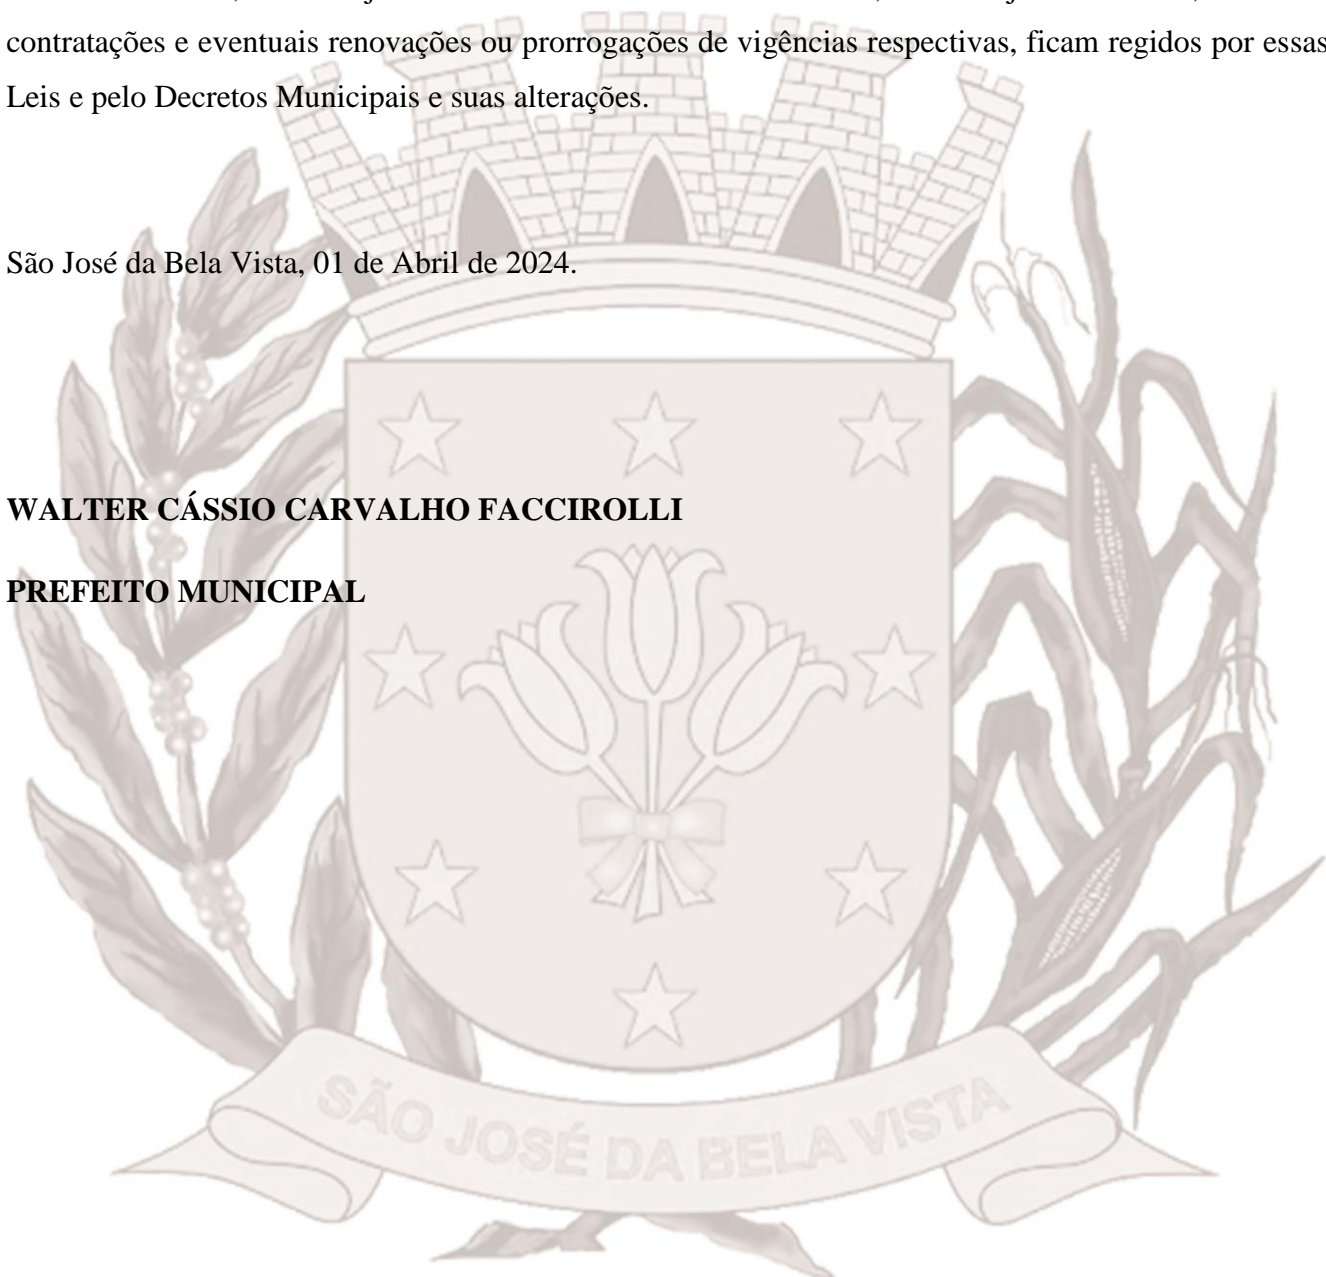 contratações e eventuais renovações ou prorrogações de vigências respectivas, ficam regidos por essas
Leis e pelo Decretos Municipais e suas alterações.
São José da Bela Vista, 01 de Abril de 2024.
WALTER CÁSSIO CARVALHO FACCIROLLI
PREFEITO MUNICIPAL
SÃO JOSÉ DA BELA VISTA